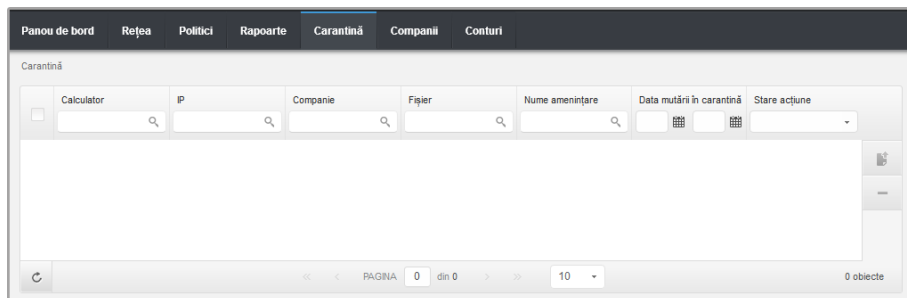 Panou de bord Rețea Politici Rapoarte Carantină Companii Conturi
Carantină
Calculator IP Companie Fișier Nume amenințare Data mutării în carantină Stare acțiune
PAGINA 0 din 0 10 0 obiecte